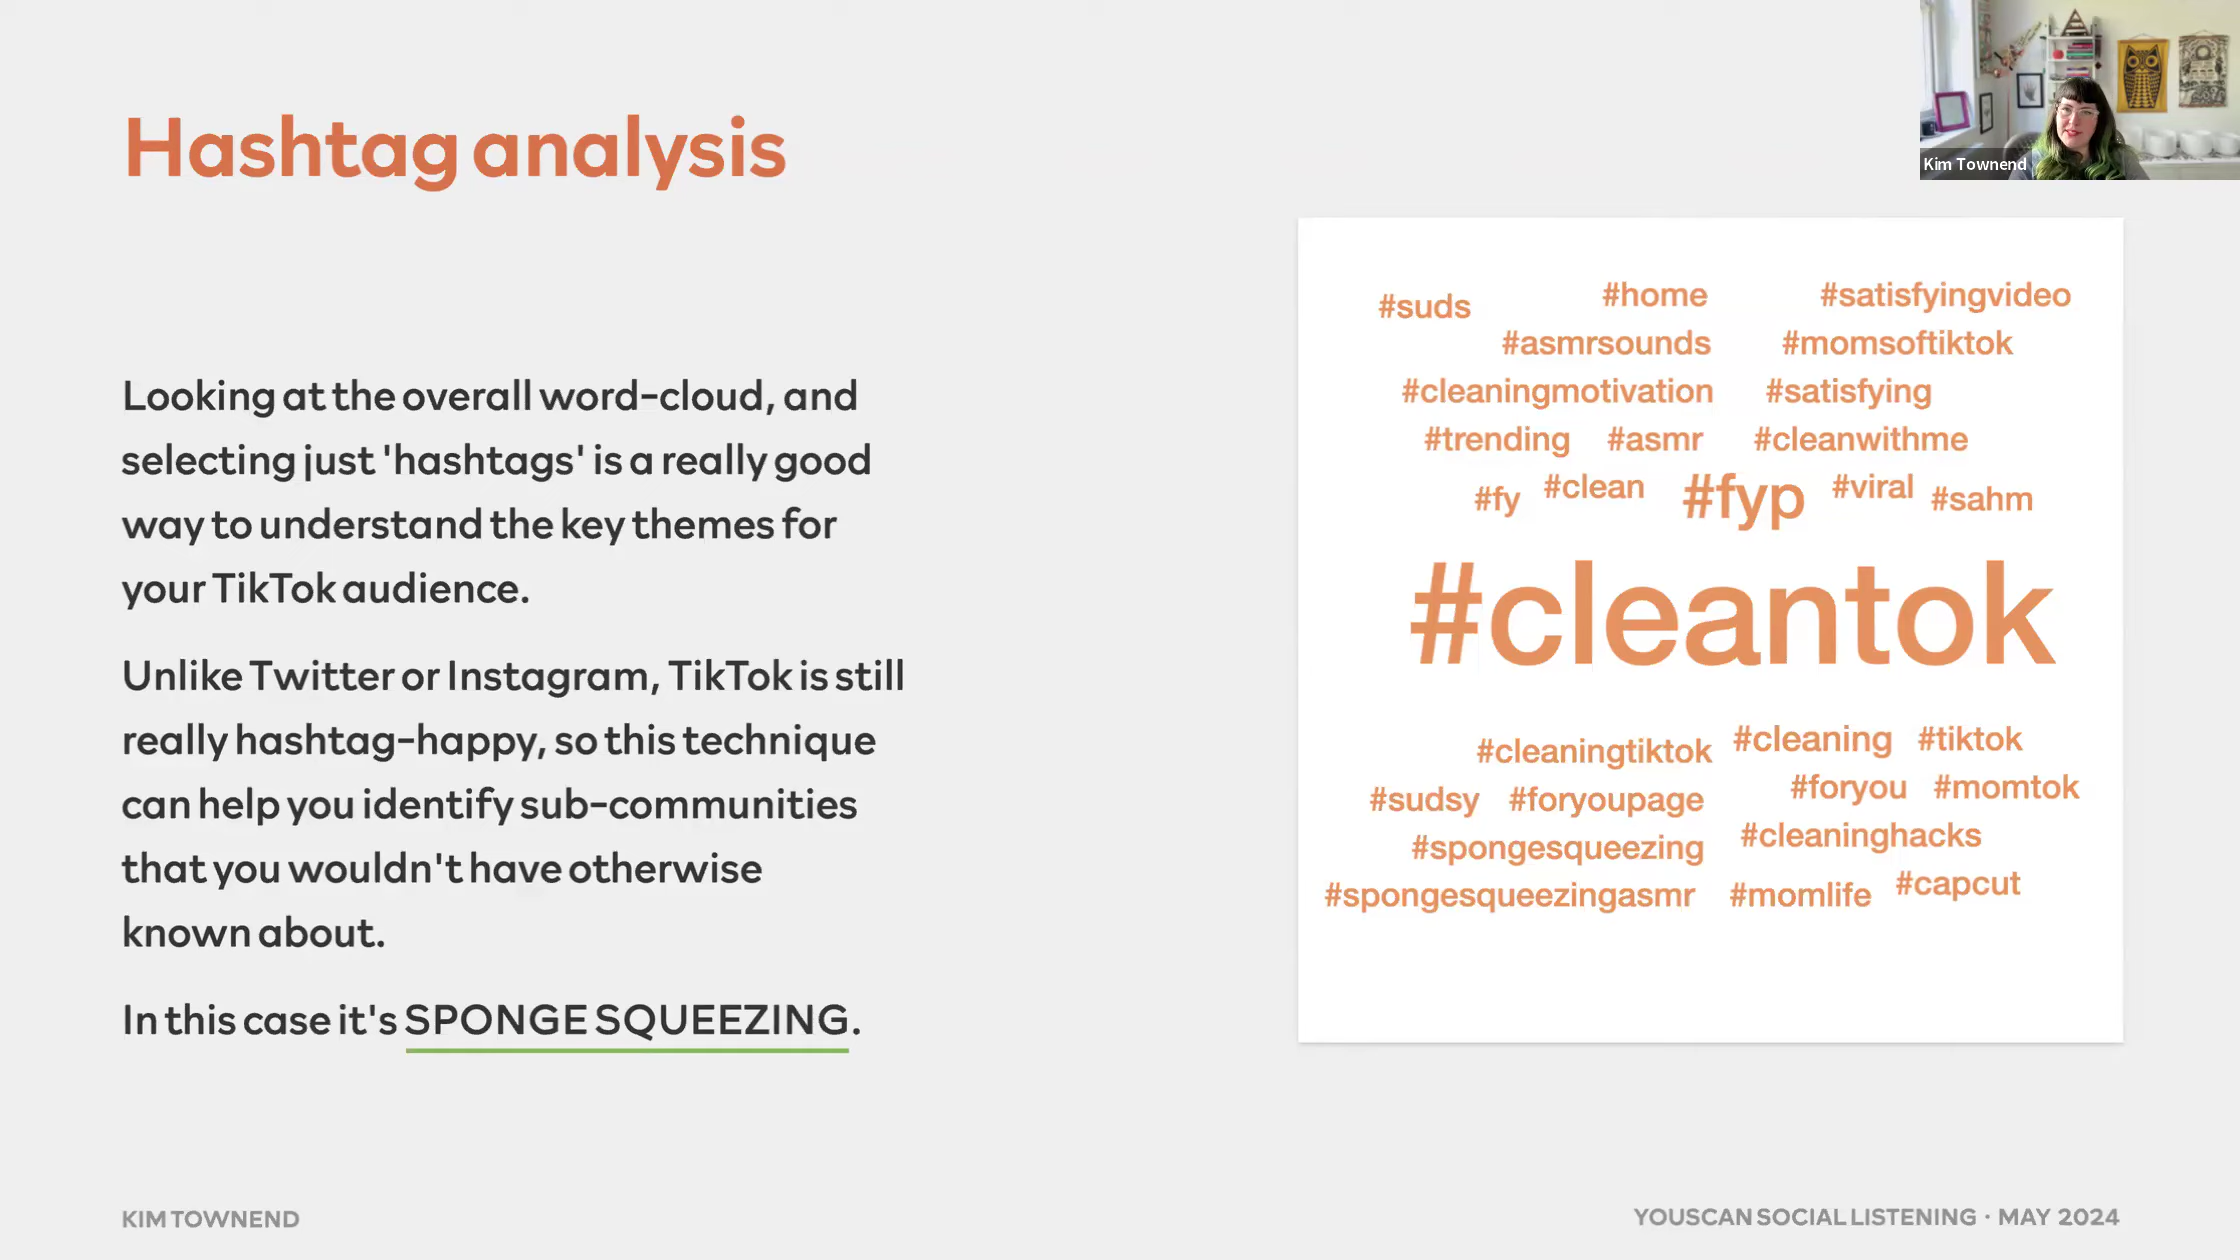 Hashtag analysis
Kim Townend
Looking at the overall word-cloud, and
selecting just 'hashtags' is a really good
way to understand the key themes for
your TikTok audience.
Unlike Twitter or Instagram, TikTok is still
really hashtag-happy, so this technique
can help you identify sub-communities
that you wouldn't have otherwise
known about.
In this case it's SPONGE SQUEEZING.
#suds #home #satisfyingvideo
#asmrsounds #momsoftiktok
#cleaningmotivation #satisfying
#trending #asmr #cleanwithme
#fy #clean #fyp #viral #sahm
#cleantok
#cleaningtiktok #cleaning #tiktok
#sudsy #foryoupage #foryou #momtok
#spongesqueezing #cleaninghacks
#spongesqueezingasmr #momlife #capcut
KIM TOWNEND
YOUSCAN SOCIAL LISTENING · MAY 2024